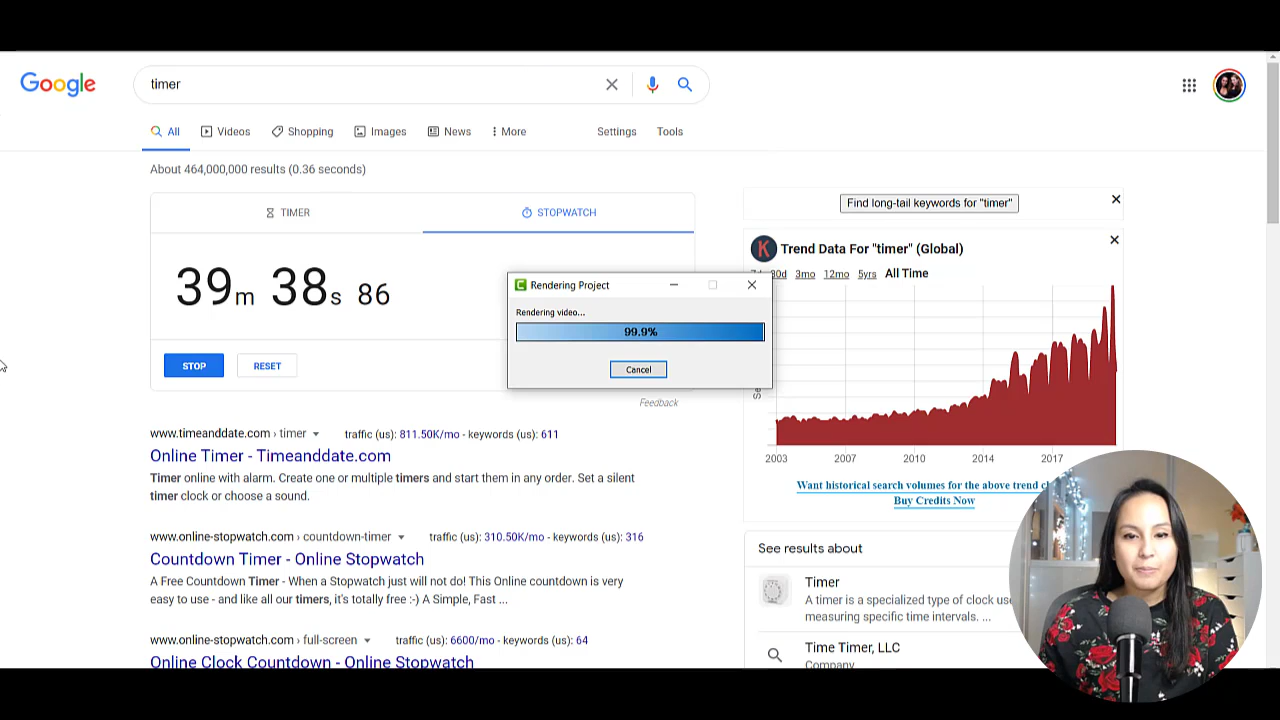 Google
timer
All
Videos
Shopping
Images
News
More
Settings
Tools
About 464,000,000 results (0.36 seconds)
TIMER
STOPWATCH
39m 38s 86
STOP
RESET
Feedback
Rendering Project
Rendering video...
99.9%
Cancel
www.timeanddate.com › timer
traffic (us): 811.50K/mo - keywords (us): 611
Online Timer - Timeanddate.com
Timer online with alarm. Create one or multiple timers and start them in any order. Set a silent
timer clock or choose a sound.
www.online-stopwatch.com › countdown-timer
traffic (us): 310.50K/mo - keywords (us): 316
Countdown Timer - Online Stopwatch
A Free Countdown Timer - When a Stopwatch just will not do! This Online countdown is very
easy to use - and like all our timers, it's totally free :-) A Simple, Fast ...
www.online-stopwatch.com › full-screen
traffic (us): 6600/mo - keywords (us): 64
Online Clock Countdown - Online Stopwatch
Find long-tail keywords for "timer"
K
Trend Data For "timer" (Global)
30d 3mo 12mo 5yrs All Time
2003 2007 2010 2014 2017
Want historical search volumes for the above trend
Buy Credits Now
See results about
Timer
A timer is a specialized type of clock
measuring specific time intervals. ...
Time Timer, LLC
Company